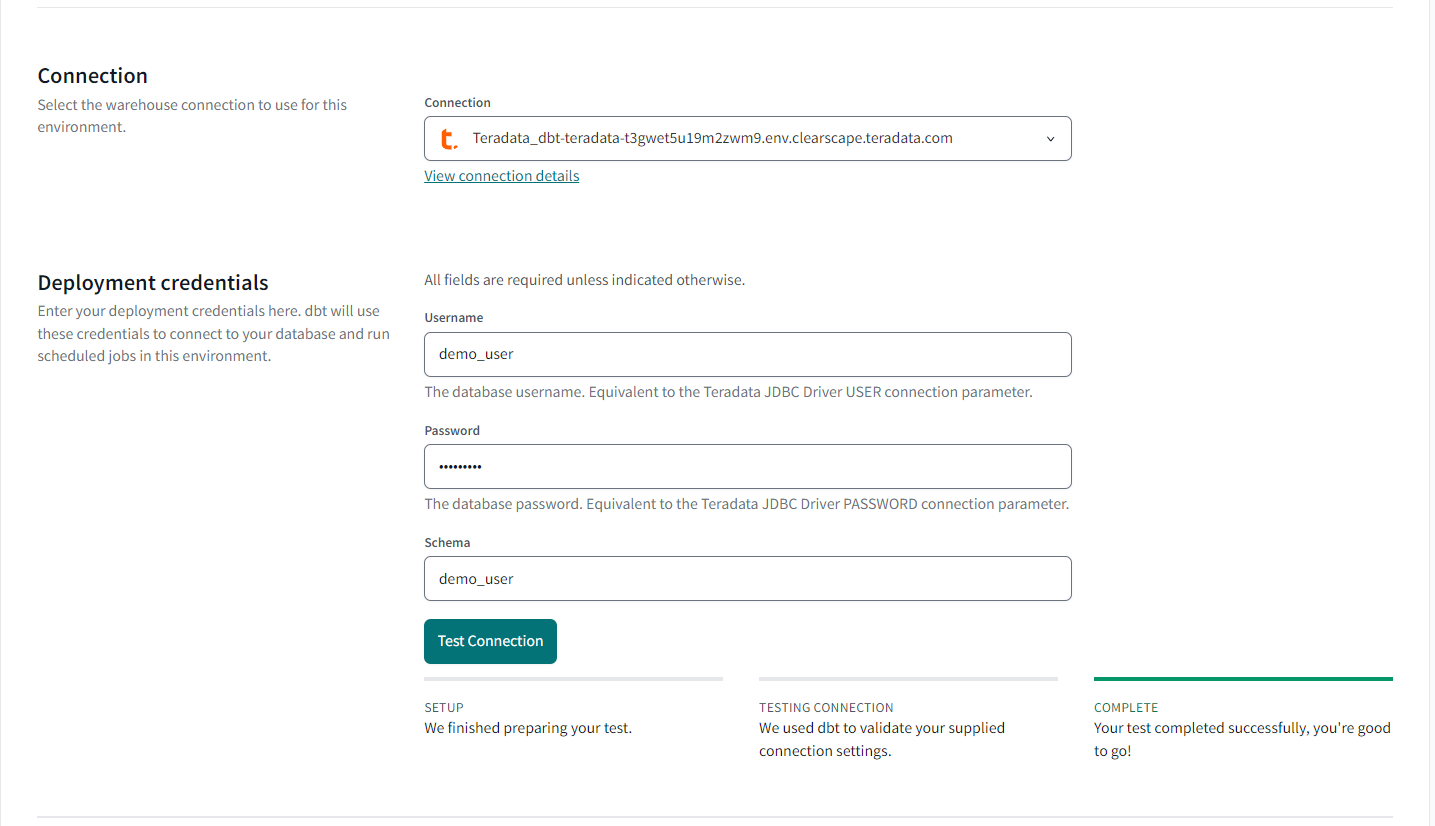 Connection
Select the warehouse connection to use for this
environment.
Connection
t.
Teradata_dbt-teradata-t3gwet5u19m2zwm9.env.clearscape.teradata.com
View connection details
Deployment credentials
Enter your deployment credentials here. dbt will use
these credentials to connect to your database and run
scheduled jobs in this environment.
All fields are required unless indicated otherwise.
Username
demo_user
The database username. Equivalent to the Teradata JDBC Driver USER connection parameter.
Password
•••••••••
The database password. Equivalent to the Teradata JDBC Driver PASSWORD connection parameter.
Schema
demo_user
Test Connection
SETUP
We finished preparing your test.
TESTING CONNECTION
We used dbt to validate your supplied
connection settings.
COMPLETE
Your test completed successfully, you're good
to go!